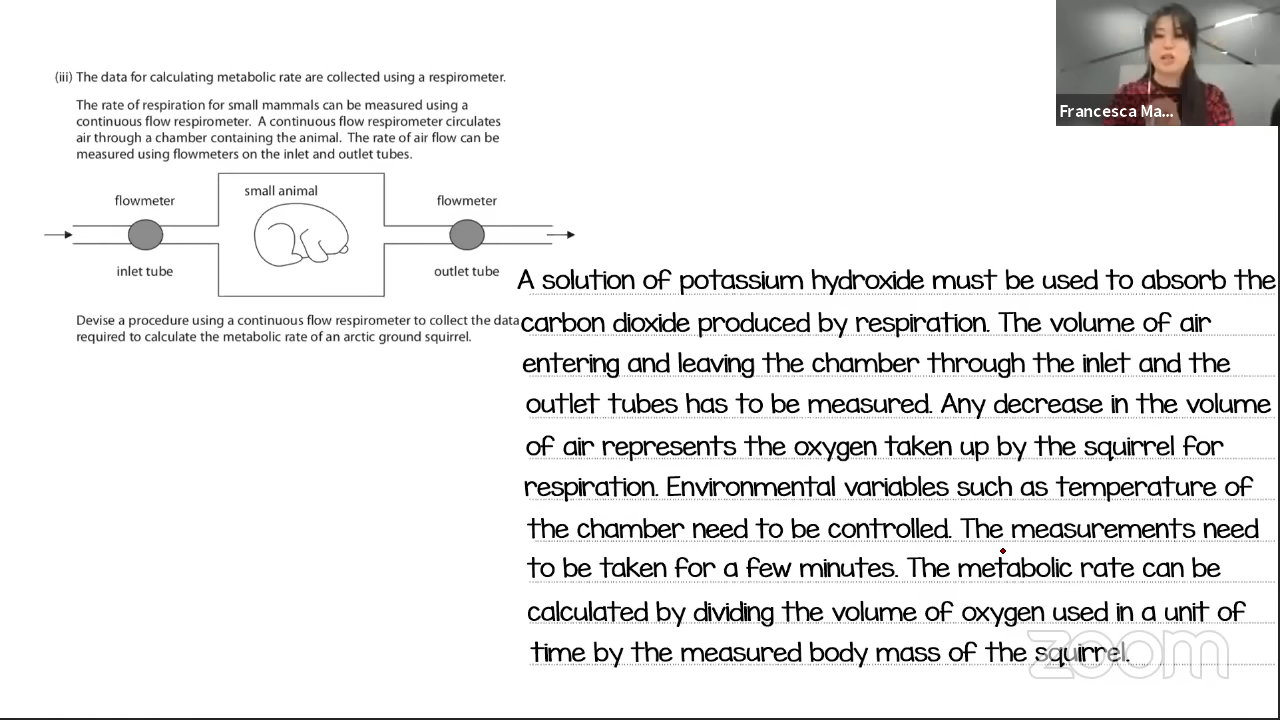 Francesca Ma...
(iii) The data for calculating metabolic rate are collected using a respirometer.
The rate of respiration for small mammals can be measured using a
continuous flow respirometer. A continuous flow respirometer circulates
air through a chamber containing the animal. The rate of air flow can be
measured using flowmeters on the inlet and outlet tubes.
small animal
flowmeter
flowmeter
inlet tube
outlet tube
Devise a procedure using a continuous flow respirometer to collect the data
required to calculate the metabolic rate of an arctic ground squirrel.
A solution of potassium hydroxide must be used to absorb the
carbon dioxide produced by respiration. The volume of air
entering and leaving the chamber through the inlet and the
outlet tubes has to be measured. Any decrease in the volume
of air represents the oxygen taken up by the squirrel for
respiration. Environmental variables such as temperature of
the chamber need to be controlled. The measurements need
to be taken for a few minutes. The metabolic rate can be
calculated by dividing the volume of oxygen used in a unit of
time by the measured body mass of the squirrel.
zoom